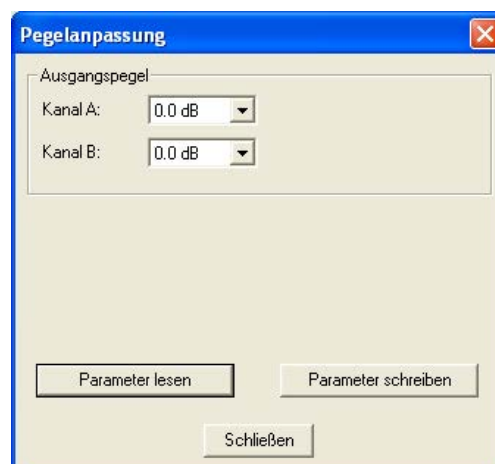 Pegelanpassung
Ausgangspegel
Kanal A: 0.0 dB
Kanal B: 0.0 dB
Parameter lesen Parameter schreiben
Schließen